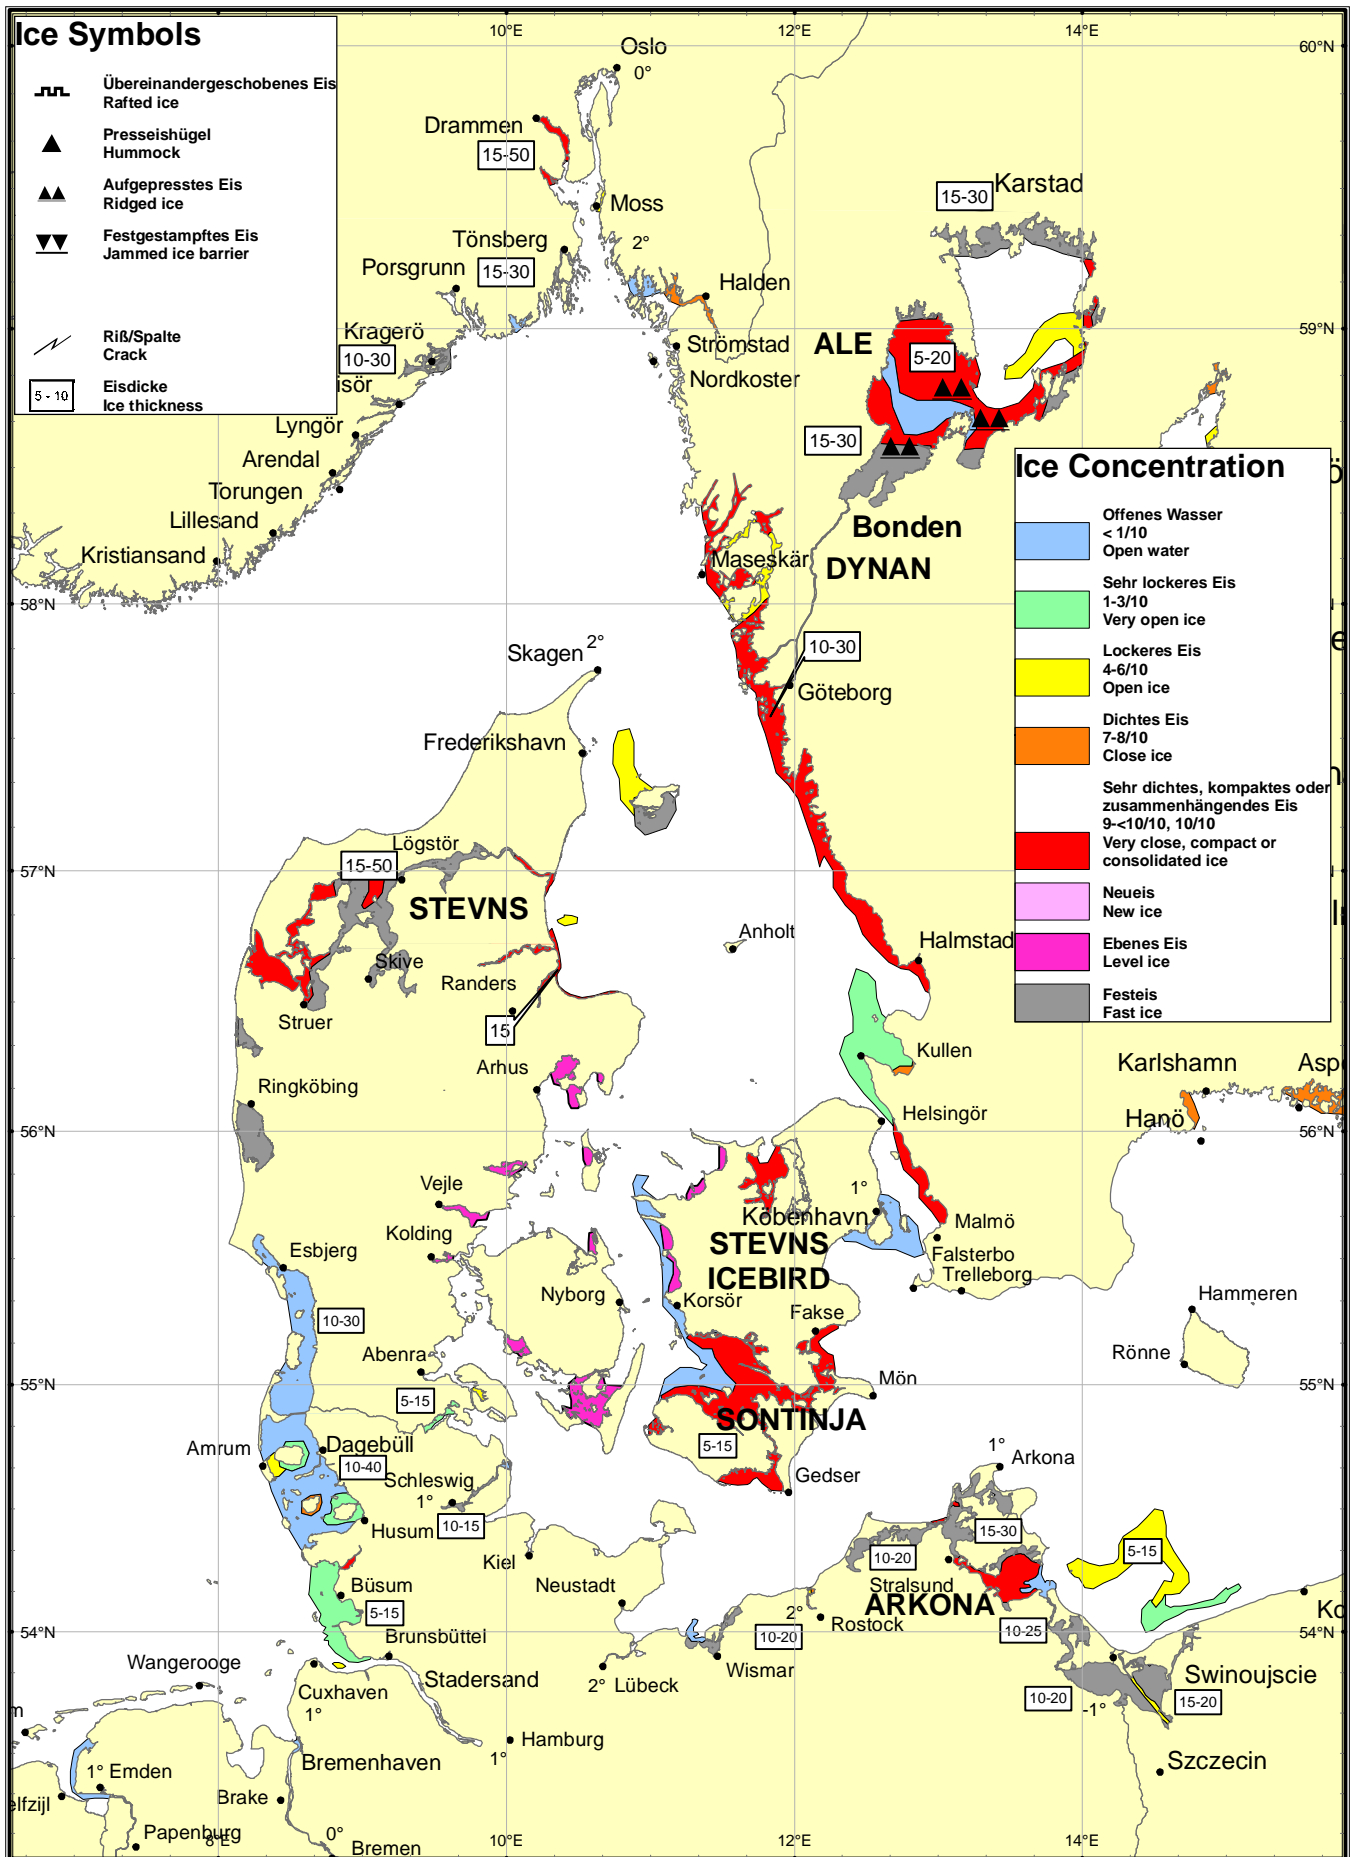 Ice Symbols
Übereinandergeschobenes Eis
Rafted ice
Presseishügel
Hummock
Aufgepresstes Eis
Ridged ice
Festgestampftes Eis
Jammed ice barrier
Riß/Spalte
Crack
5 - 10
Eisdicke
Ice thickness
10°E
12°E
14°E
60°N
Oslo
0°
Drammen
15-50
Moss
2°
Tönsberg
15-30
Porsgrunn
Halden
Karstad
15-30
Kragerö
10-30
isör
59°N
Strömstad
Nordkoster
ALE
5-20
Lyngör
Arendal
Torungen
15-30
Lillesand
Kristiansand
Bonden
DYNAN
Maseskär
58°N
Ice Concentration
Offenes Wasser
< 1/10
Open water
Sehr lockeres Eis
1-3/10
Very open ice
Lockeres Eis
4-6/10
Open ice
Dichtes Eis
7-8/10
Close ice
Sehr dichtes, kompaktes oder
zusammenhängendes Eis
9-<10/10, 10/10
Very close, compact or
consolidated ice
Neueis
New ice
Ebenes Eis
Level ice
Festeis
Fast ice
Skagen 2°
10-30
Göteborg
Frederikshavn
Lögstör
15-50
57°N
57°N
STEVNS
Anholt
Halmstad
Skive
Randers
Struer
15
Arhus
Kullen
Karlshamn
Asp
Ringköbing
Helsingör
Hanö
56°N
56°N
Vejle
1°
Köbenhavn
Malmö
Kolding
STEVNS
Falsterbo
Esbjerg
ICEBIRD
Trelleborg
Nyborg
Korsör
Hammeren
10-30
Fakse
Abenra
Rönne
55°N
55°N
Mön
5-15
SONTINJA
Amrum
Dagebüll
10-40
5-15
1°
Arkona
Schleswig
1°
Gedser
Husum
10-15
15-30
5-15
Kiel
10-20
Büsum
Neustadt
Stralsund
ARKONA
5-15
2°
Rostock
10-25
Ko
54°N
54°N
Brunsbüttel
10-20
Wangerooge
Stadersand
Wismar
Swinoujscie
Cuxhaven
2° Lübeck
10-20
15-20
1°
-1°
m
Hamburg
1°
Bremenhaven
1° Emden
Szczecin
elfzijl
Brake
Papenburg
0°
Bremen
8°E
10°E
12°E
14°E